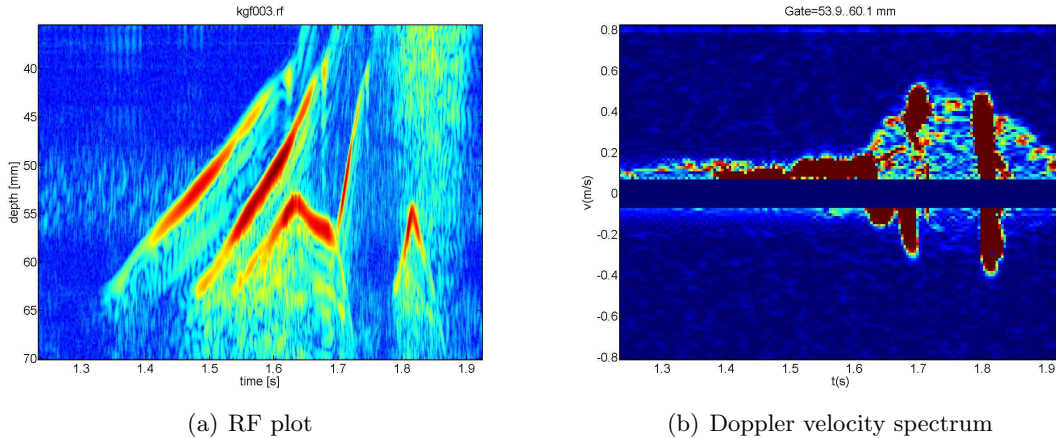 kgf003.rf
40
45
50
55
60
65
70
depth [mm]
1.3 1.4 1.5 1.6 1.7 1.8 1.9
time [s]
(a) RF plot
Gate=53.9..60.1 mm
0.8
0.6
0.4
0.2
0
-0.2
-0.4
-0.6
-0.8
v(m/s)
1.3 1.4 1.5 1.6 1.7 1.8 1.9
t(s)
(b) Doppler velocity spectrum